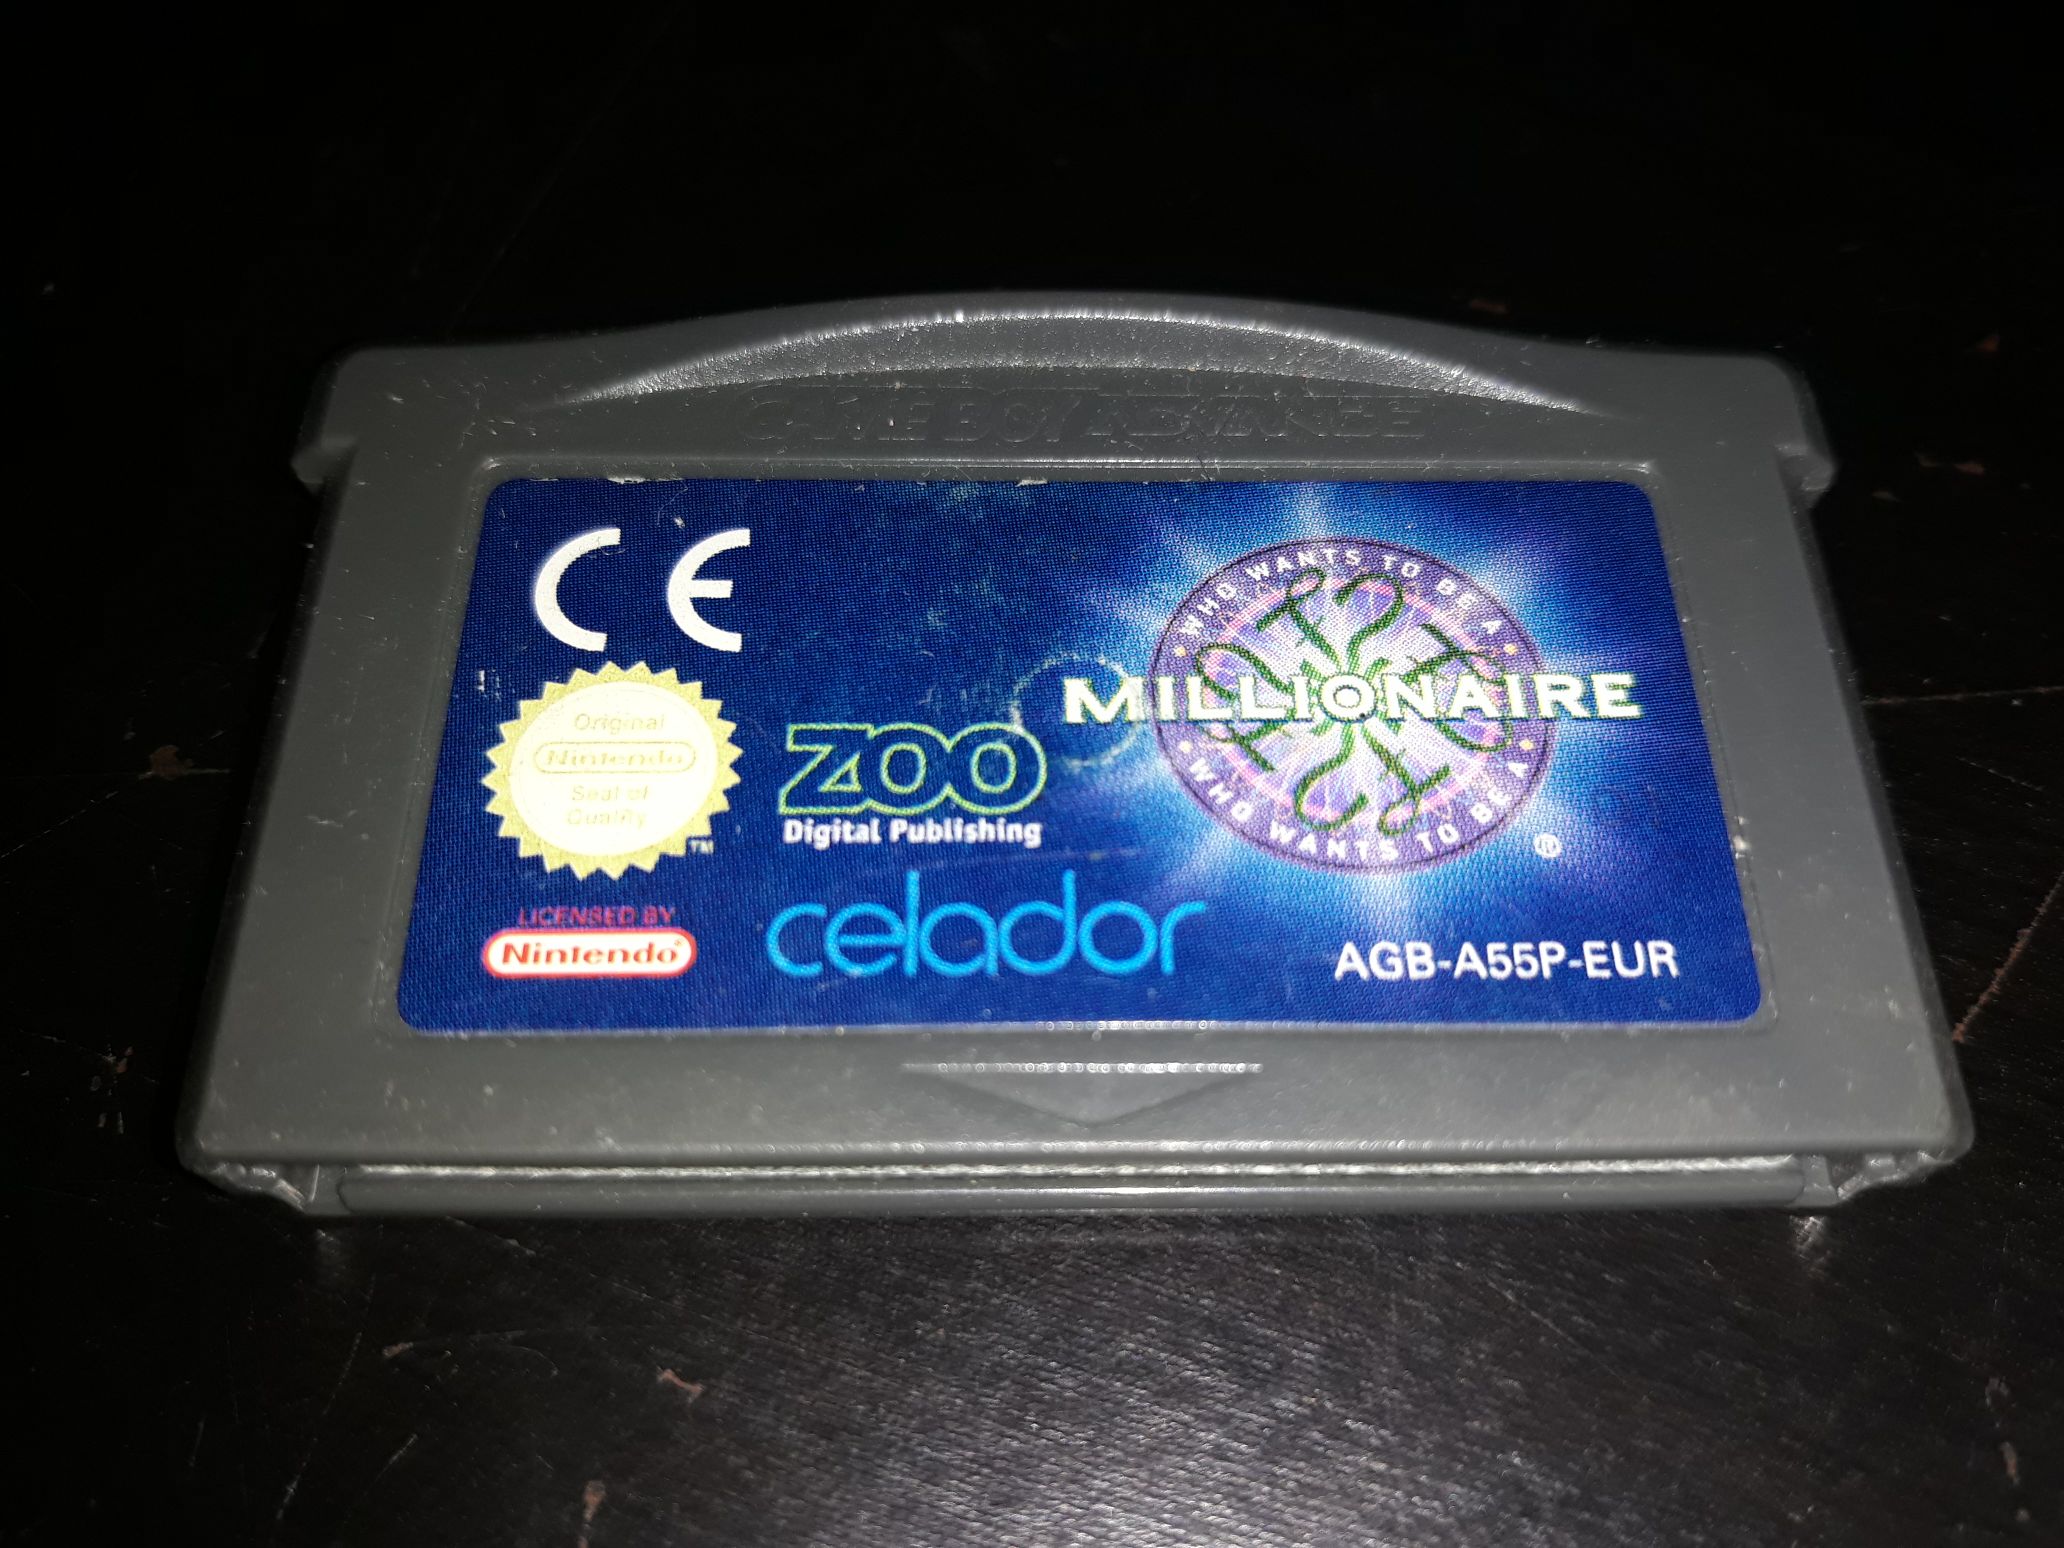 GAME BOY ADVANCE
CE
Original
Nintendo
Seal of
Quality
TM
LICENSED BY
Nintendo®
ZOO
Digital Publishing
celador
WHO WANTS TO BE A
MILLIONAIRE
WHO WANTS TO BE A
®
AGB-A55P-EUR